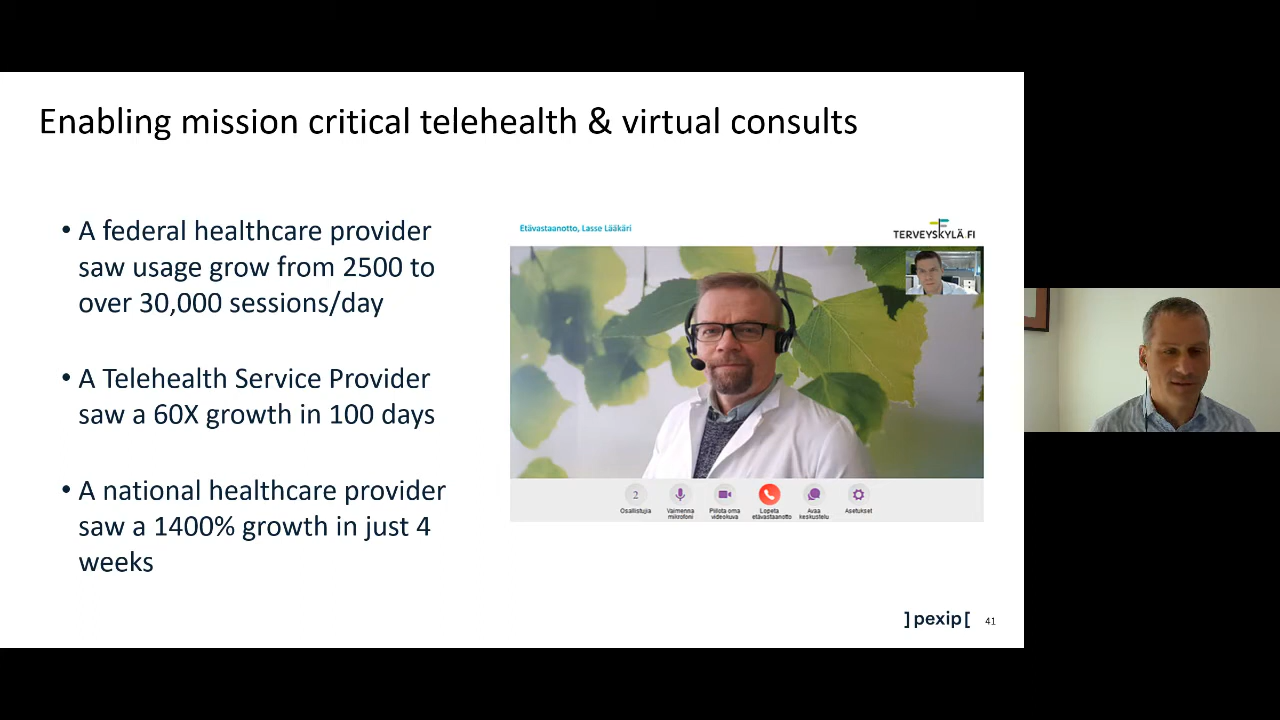 Enabling mission critical telehealth & virtual consults
• A federal healthcare provider
saw usage grow from 2500 to
over 30,000 sessions/day
• A Telehealth Service Provider
saw a 60X growth in 100 days
• A national healthcare provider
saw a 1400% growth in just 4
weeks
Etävastaanotto, Lasse Lääkäri
TERVEYSKYLÄ FI
2
Osallistujia
Vaimenna
mikrofoni
Piilota oma
videokuva
Lopeta
etävastaanotto
Avaa
keskustelu
Asetukset
]pexip[
41